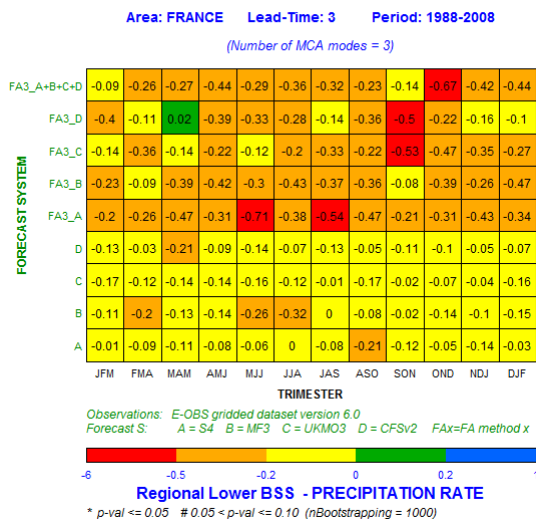 Area: FRANCE Lead-Time: 3 Period: 1988-2008
(Number of MCA modes = 3)
FORECAST SYSTEM
FA3_A+B+C+D -0.09 -0.26 -0.27 -0.44 -0.29 -0.36 -0.32 -0.23 -0.14 -0.67 -0.42 -0.44
FA3_D -0.4 -0.11 0.02 -0.39 -0.33 -0.28 -0.14 -0.36 -0.5 -0.22 -0.16 -0.1
FA3_C -0.14 -0.36 -0.14 -0.22 -0.12 -0.2 -0.33 -0.22 -0.53 -0.47 -0.35 -0.27
FA3_B -0.23 -0.09 -0.39 -0.42 -0.3 -0.43 -0.37 -0.36 -0.08 -0.39 -0.26 -0.47
FA3_A -0.2 -0.26 -0.47 -0.31 -0.71 -0.38 -0.54 -0.47 -0.21 -0.31 -0.43 -0.34
D -0.13 -0.03 -0.21 -0.09 -0.14 -0.07 -0.13 -0.05 -0.11 -0.1 -0.05 -0.07
C -0.17 -0.12 -0.14 -0.14 -0.16 -0.12 -0.01 -0.17 -0.02 -0.07 -0.04 -0.16
B -0.11 -0.2 -0.13 -0.14 -0.26 -0.32 0 -0.08 -0.02 -0.14 -0.1 -0.15
A -0.01 -0.09 -0.11 -0.08 -0.06 0 -0.08 -0.21 -0.12 -0.05 -0.14 -0.03
JFM FMA MAM AMJ MJJ JJA JAS ASO SON OND NDJ DJF
TRIMESTER
Observations: E-OBS gridded dataset version 6.0
Forecast S: A = S4 B = MF3 C = UKMO3 D = CFSv2 FAx=FA method x
-6 -0.5 -0.2 0 0.2 1
Regional Lower BSS - PRECIPITATION RATE
* p-val <= 0.05 # 0.05 < p-val <= 0.10 (nBootstrapping = 1000)